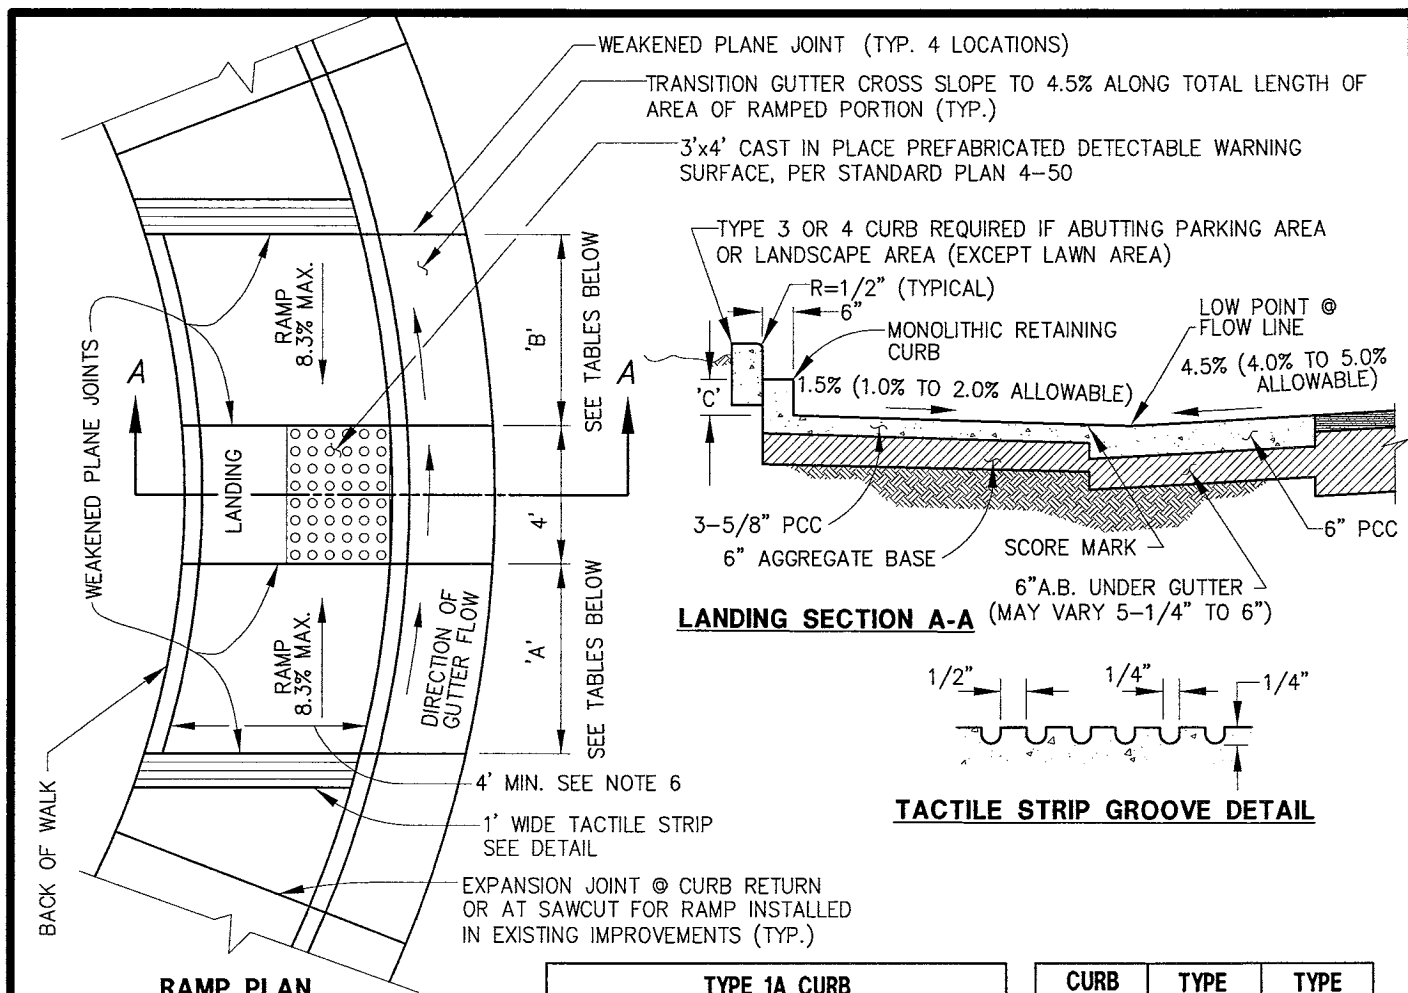 WEAKENED PLANE JOINT (TYP. 4 LOCATIONS)
TRANSITION GUTTER CROSS SLOPE TO 4.5% ALONG TOTAL LENGTH OF
AREA OF RAMPED PORTION (TYP.)
3'x4' CAST IN PLACE PREFABRICATED DETECTABLE WARNING
SURFACE, PER STANDARD PLAN 4-50
TYPE 3 OR 4 CURB REQUIRED IF ABUTTING PARKING AREA
OR LANDSCAPE AREA (EXCEPT LAWN AREA)
R=1/2" (TYPICAL)
6"
MONOLITHIC RETAINING
CURB
LOW POINT @
FLOW LINE
4.5% (4.0% TO 5.0%
ALLOWABLE)
'C'
1.5% (1.0% TO 2.0% ALLOWABLE)
3-5/8" PCC
6" AGGREGATE BASE
SCORE MARK
6" PCC
6"A.B. UNDER GUTTER
(MAY VARY 5-1/4" TO 6")
LANDING SECTION A-A
WEAKENED PLANE JOINTS
A
A
RAMP
8.3% MAX.
'B'
SEE TABLES BELOW
LANDING
4'
RAMP
8.3% MAX.
DIRECTION OF
GUTTER FLOW
'A'
SEE TABLES BELOW
BACK OF WALK
4' MIN. SEE NOTE 6
1' WIDE TACTILE STRIP
SEE DETAIL
EXPANSION JOINT @ CURB RETURN
OR AT SAWCUT FOR RAMP INSTALLED
IN EXISTING IMPROVEMENTS (TYP.)
1/2"
1/4"
1/4"
TACTILE STRIP GROOVE DETAIL
RAMP PLAN
TYPE 1A CURB
CURB
TYPE
TYPE